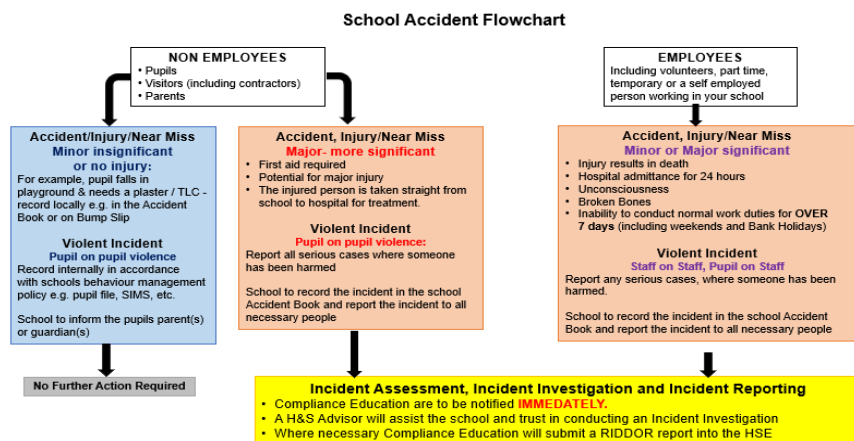 School Accident Flowchart
NON EMPLOYEES
• Pupils
• Visitors (including contractors)
• Parents
EMPLOYEES
Including volunteers, part time,
temporary or a self employed
person working in your school
Accident/Injury/Near Miss
Minor insignificant
or no injury:
For example, pupil falls in
playground & needs a plaster / TLC -
record locally e.g. in the Accident
Book or on Bump Slip
Violent Incident
Pupil on pupil violence
Record internally in accordance
with schools behaviour management
policy e.g. pupil file, SIMS, etc.
School to inform the pupils parent(s)
or guardian(s)
Accident, Injury/Near Miss
Major- more significant
• First aid required
• Potential for major injury
• The injured person is taken straight from
school to hospital for treatment.
Violent Incident
Pupil on pupil violence:
Report all serious cases where someone
has been harmed
School to record the incident in the school
Accident Book and report the incident to all
necessary people
Accident, Injury/Near Miss
Minor or Major significant
• Injury results in death
• Hospital admittance for 24 hours
• Unconsciousness
• Broken Bones
• Inability to conduct normal work duties for OVER
7 days (including weekends and Bank Holidays)
Violent Incident
Staff on Staff, Pupil on Staff
Report any serious cases, where someone has been
harmed.
School to record the incident in the school Accident
Book and report the incident to all necessary people
No Further Action Required
Incident Assessment, Incident Investigation and Incident Reporting
• Compliance Education are to be notified IMMEDATELY.
• A H&S Advisor will assist the school and trust in conducting an Incident Investigation
• Where necessary Compliance Education will submit a RIDDOR report into the HSE